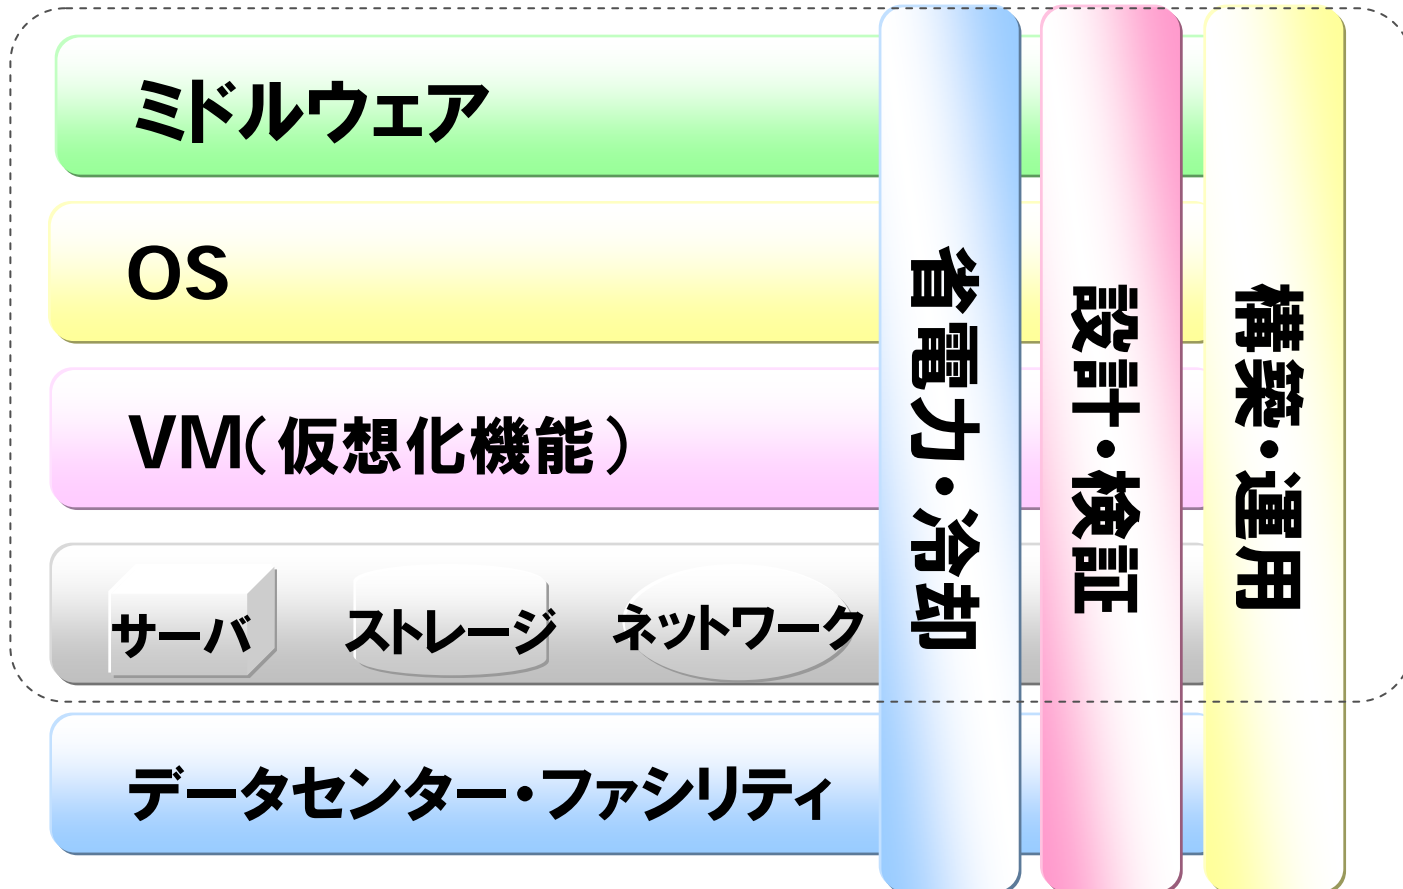 ミドルウェア
OS
VM(仮想化機能)
サーバ
ストレージ
ネットワーク
データセンター・ファシリティ
省電力・冷却
設計・検証
構築・運用